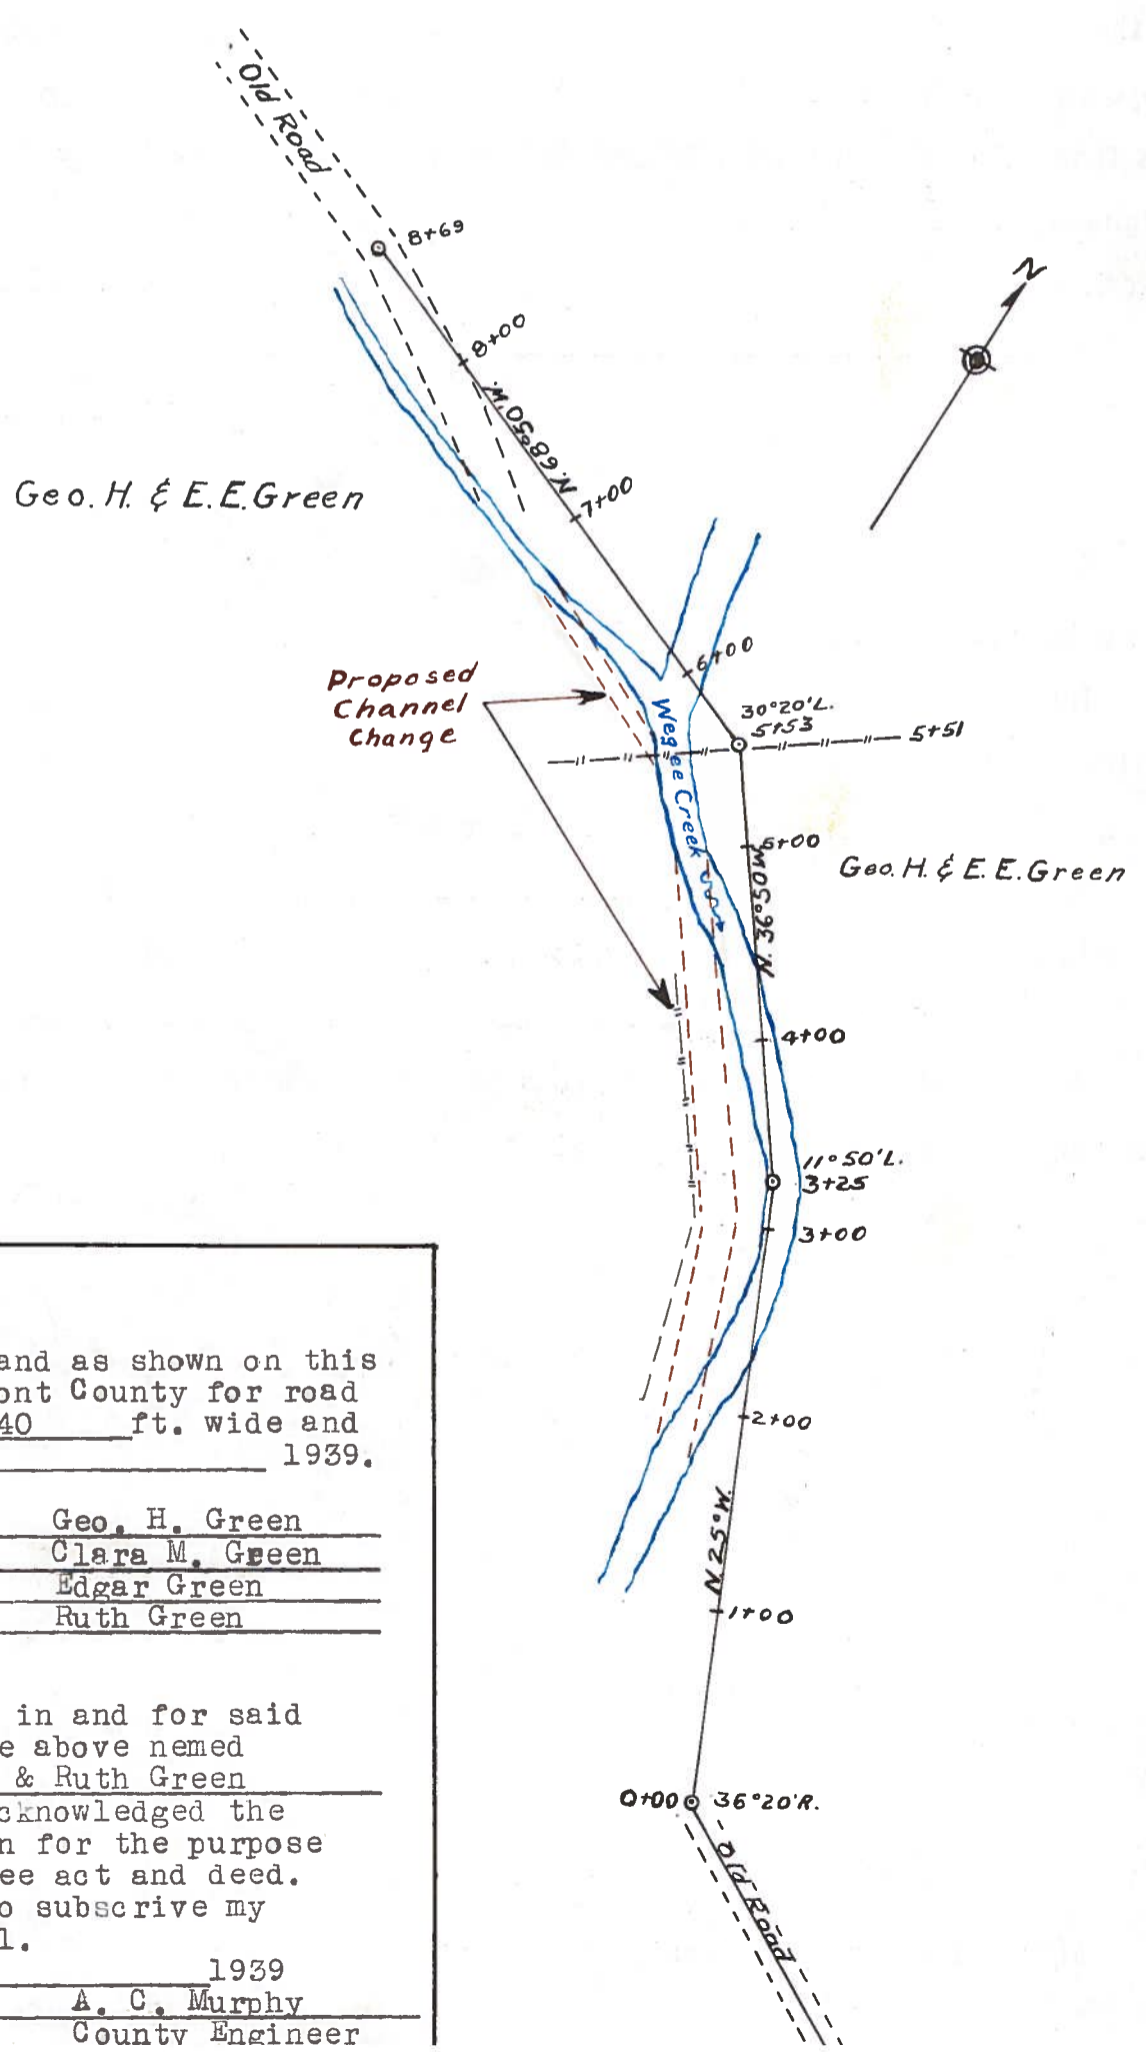 Old Road
8+69
N
8+00
N.68°50'W.
Geo. H. & E.E. Green
7+00
6+00
Proposed
Channel
Change
30°20'L.
5+53
5+51
Wegee Creek
5+00
Geo. H. & E. E. Green
N. 36°50'W.
4+00
11°50'L.
3+25
3+00
and as shown on this
ont County for road
40 ft. wide and
1939.
2+00
Geo. H. Green
Clara M. Green
Edgar Green
Ruth Green
N 25° W.
1+00
in and for said
e above nemed
& Ruth Green
0+00
36°20'R.
cknowledged the
n for the purpose
ee act and deed.
o subscrive my
l.
Old Road
1939
A. C. Murphy
County Engineer